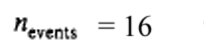 n_events = 16